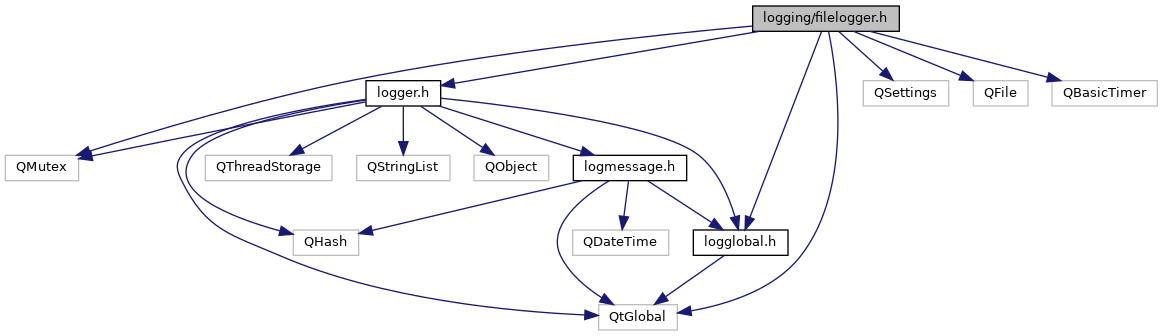 logging/filelogger.h
logger.h
QSettings
QFile
QBasicTimer
QMutex
QThreadStorage
QStringList
QObject
logmessage.h
QHash
QDateTime
logglobal.h
QtGlobal